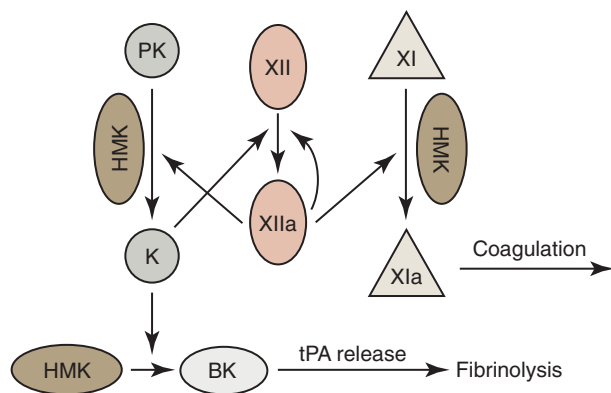 PK
XII
XI
HMK
HMK
K
XIIa
XIa
Coagulation
HMK
BK
tPA release
Fibrinolysis